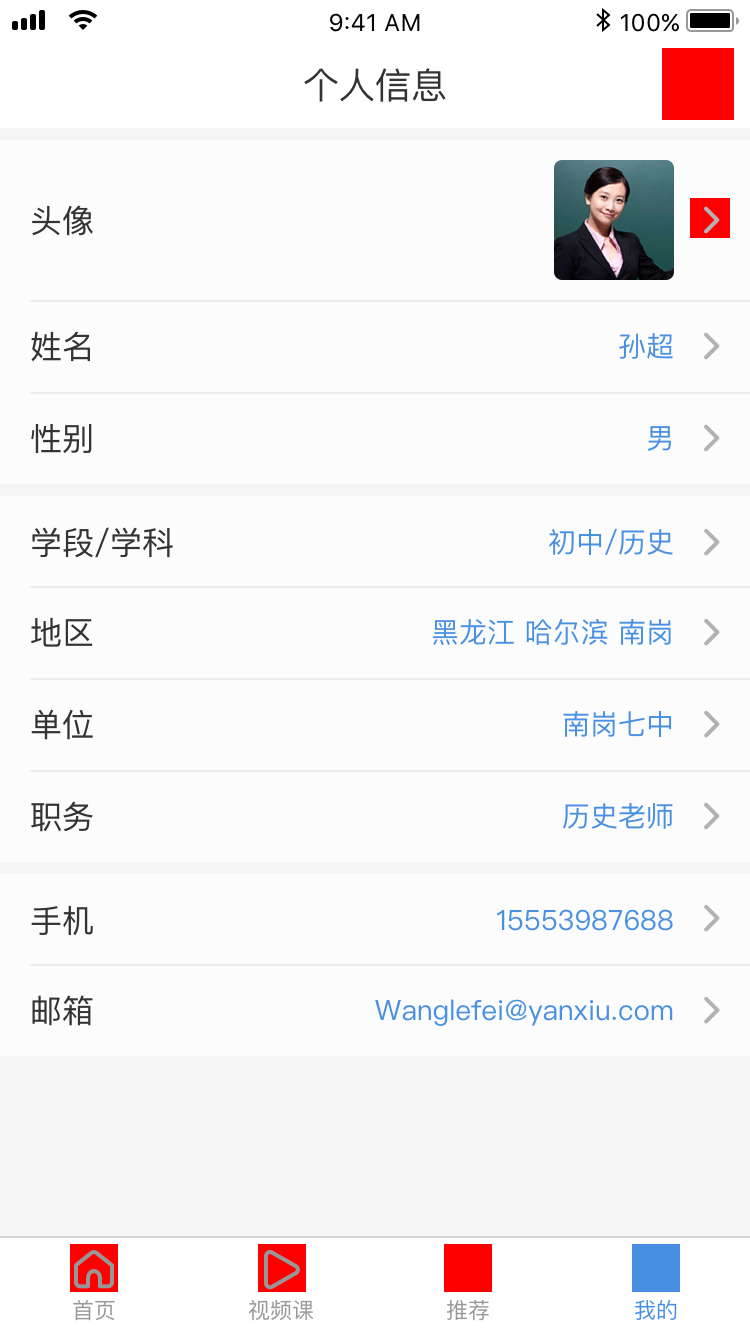 9:41 AM 100%
个人信息
头像
姓名 孙超
性别 男
学段/学科 初中/历史
地区 黑龙江 哈尔滨 南岗
单位 南岗七中
职务 历史老师
手机 15553987688
邮箱 Wanglefei@yanxiu.com
首页 视频课 推荐 我的